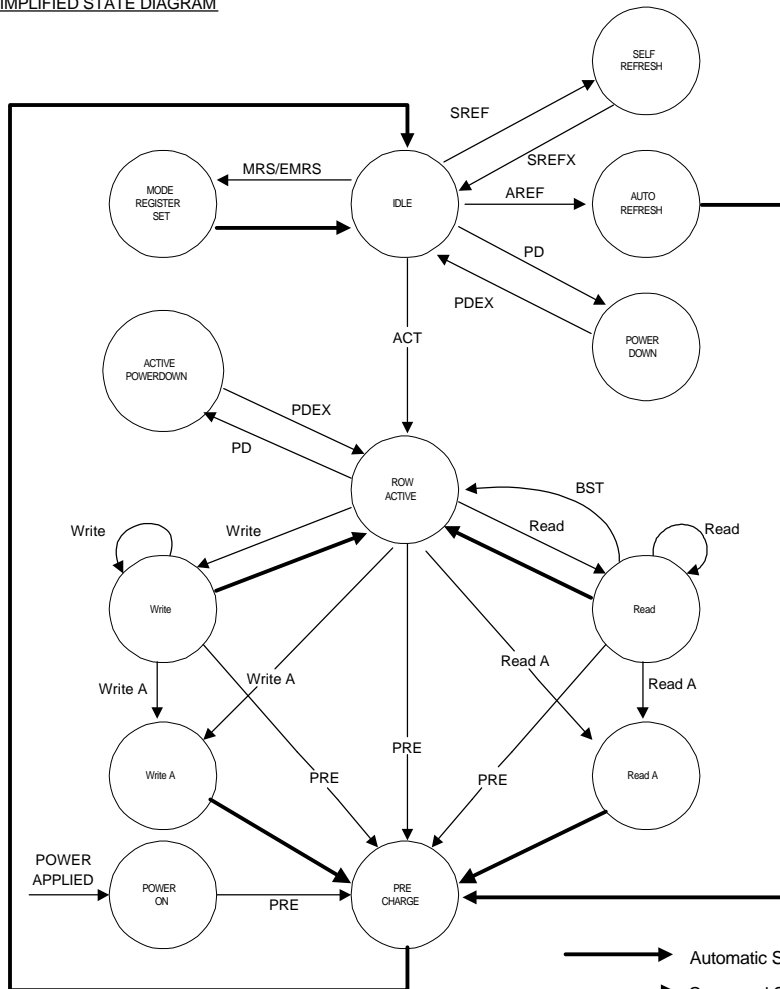 IMPLIFIED STATE DIAGRAM
SELF
REFRESH
SREF
SREFX
MRS/EMRS
MODE
REGISTER
SET
IDLE
AREF
AUTO
REFRESH
PD
PDEX
POWER
DOWN
ACT
ACTIVE
POWERDOWN
PDEX
PD
ROW
ACTIVE
BST
Write
Write
Read
Read
Write
Read
Write A
Write A
Read A
Read A
Write A
PRE
PRE
PRE
Read A
POWER
APPLIED
POWER
ON
PRE
PRE
CHARGE
Automatic S